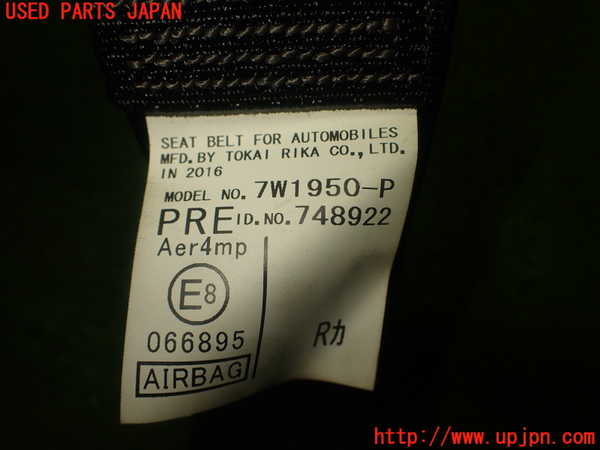 USED PARTS JAPAN
SEAT BELT FOR AUTOMOBILES
MFD.BY TOKAI RIKA CO.,LTD.
IN 2016
MODEL NO. 7W1950-P
PRE ID.NO.748922
Aer4mp
E8
066895
Rカ
AIRBAG
http://www.upjpn.com